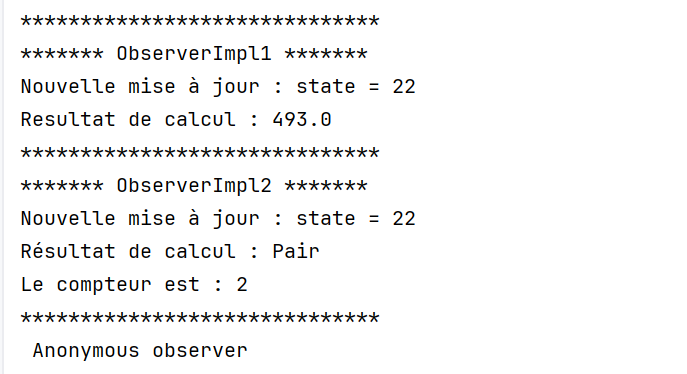 ******************************
******* ObserverImpl1 *******
Nouvelle mise à jour : state = 22
Resultat de calcul : 493.0
******************************
******* ObserverImpl2 *******
Nouvelle mise à jour : state = 22
Résultat de calcul : Pair
Le compteur est : 2
******************************
Anonymous observer